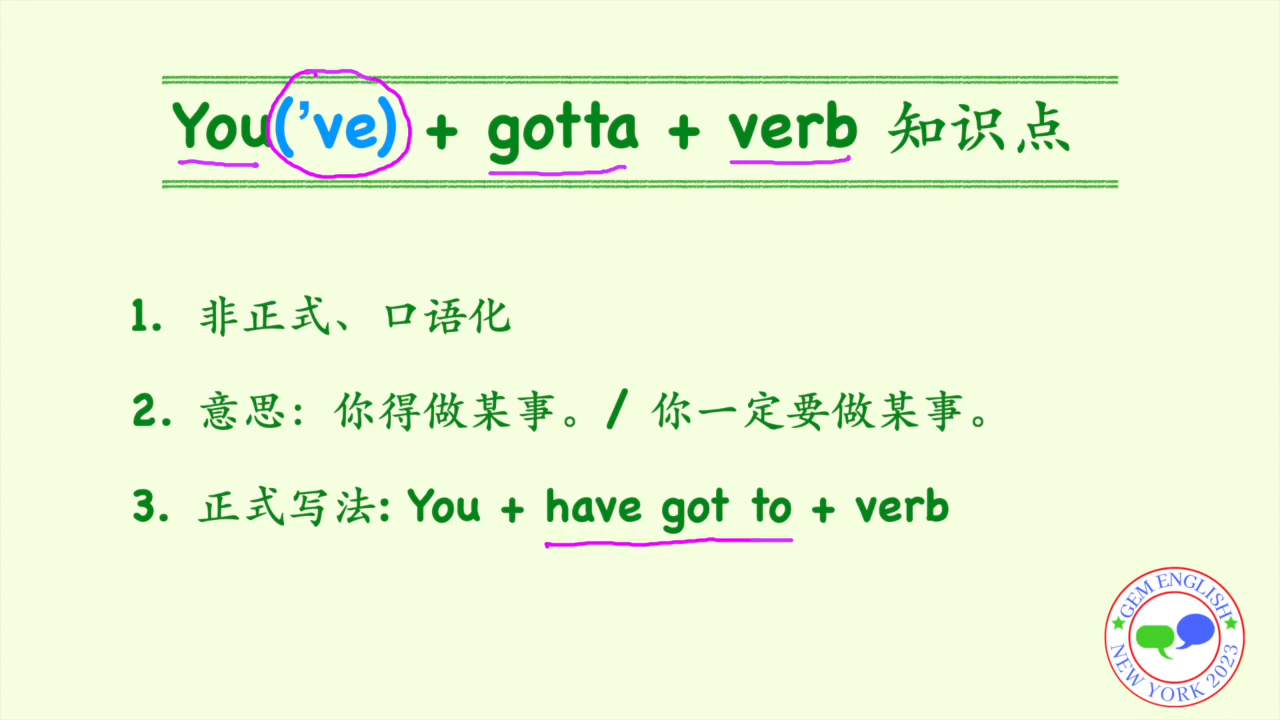 You(’ve) + gotta + verb 知识点
1. 非正式、口语化
2. 意思：你得做某事。/ 你一定要做某事。
3. 正式写法: You + have got to + verb
GEM ENGLISH
NEW YORK 2023